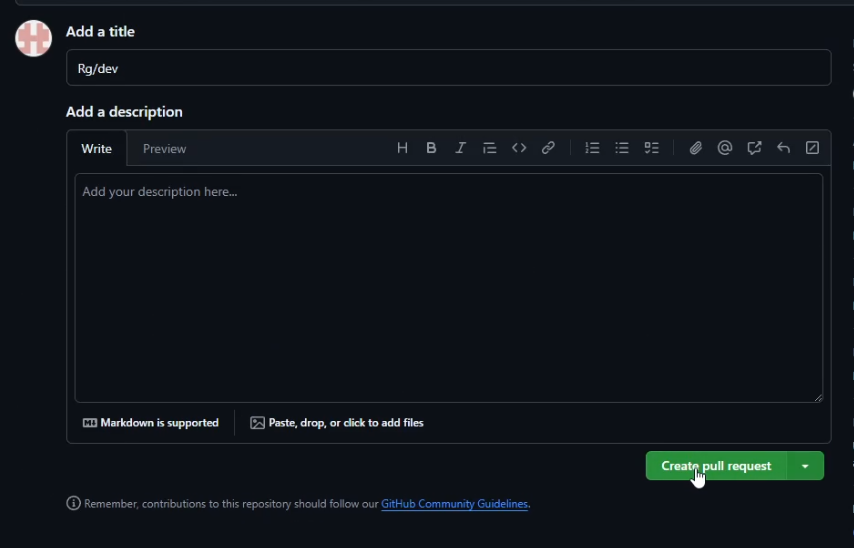 Add a title
Rg/dev
Add a description
Write Preview
Add your description here...
Markdown is supported Paste, drop, or click to add files
Create pull request
Remember, contributions to this repository should follow our GitHub Community Guidelines.